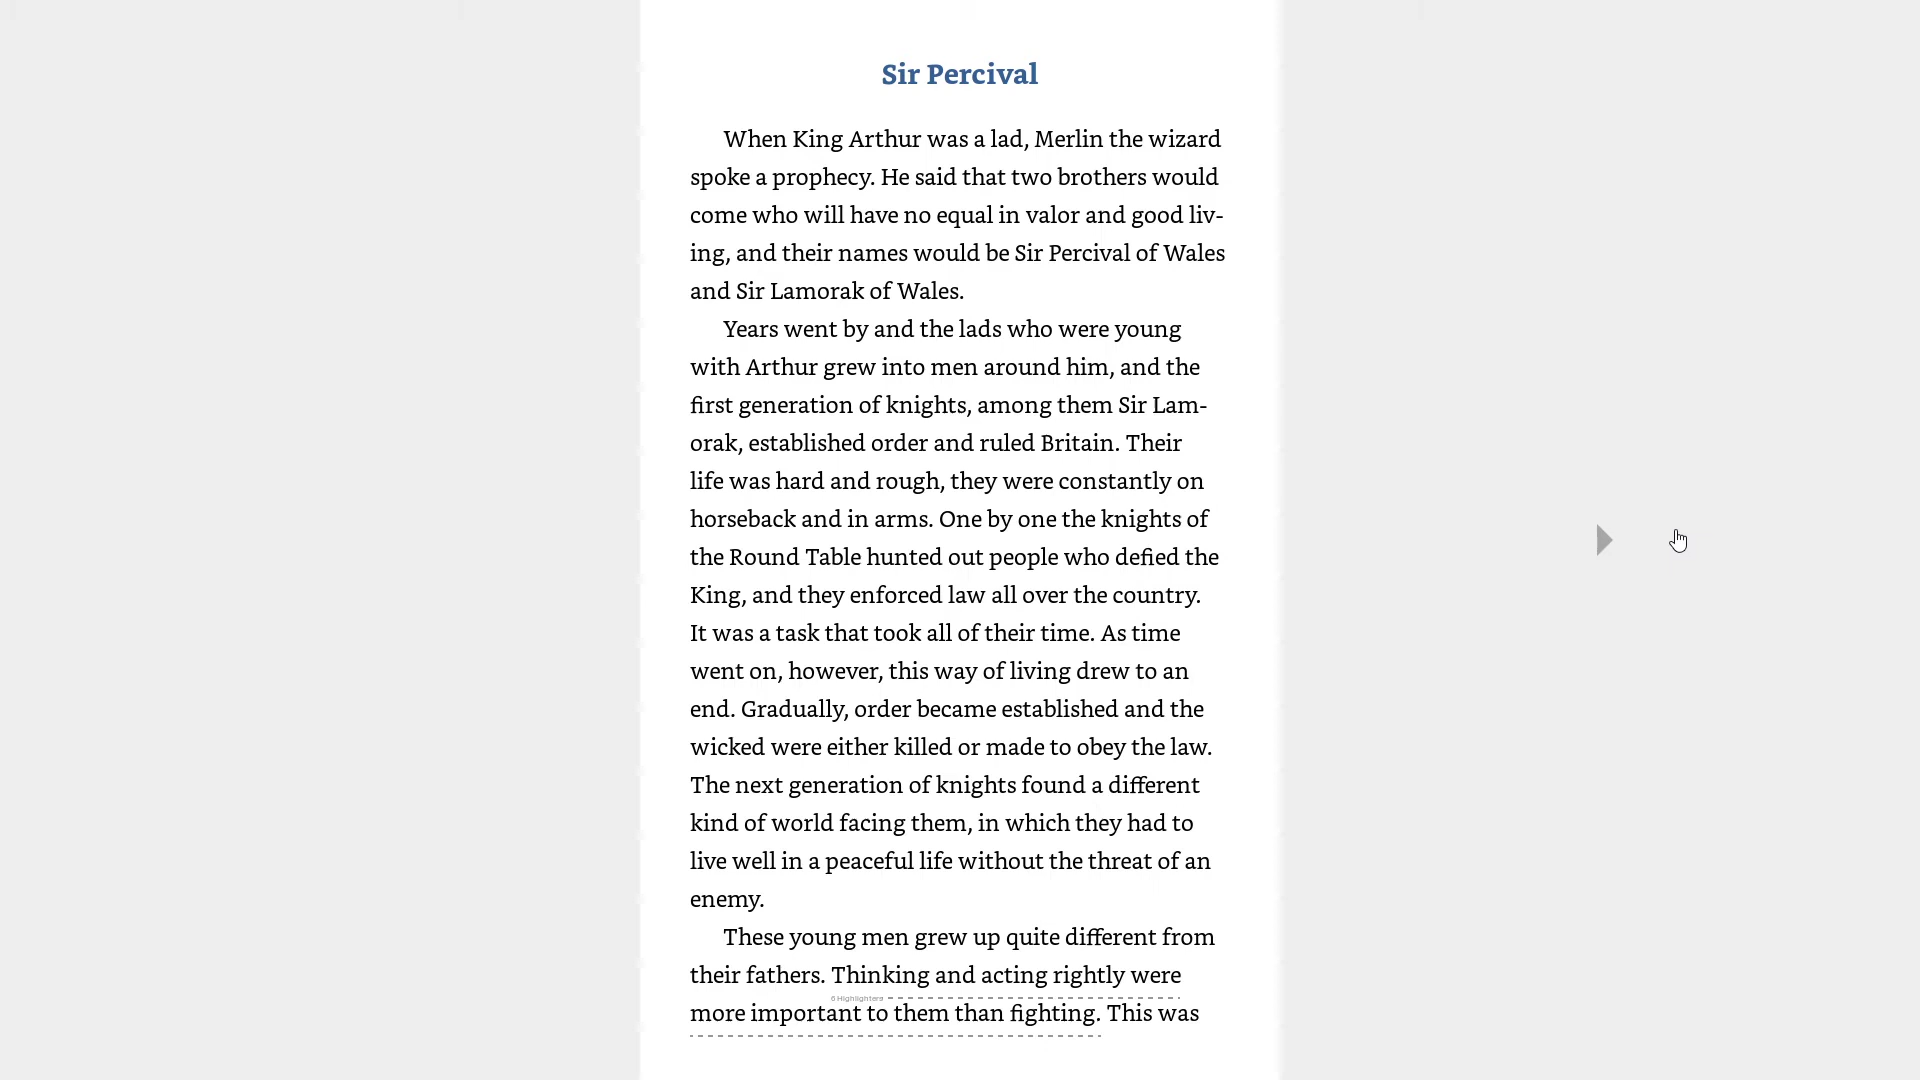 Sir Percival
When King Arthur was a lad, Merlin the wizard
spoke a prophecy. He said that two brothers would
come who will have no equal in valor and good liv-
ing, and their names would be Sir Percival of Wales
and Sir Lamorak of Wales.
Years went by and the lads who were young
with Arthur grew into men around him, and the
first generation of knights, among them Sir Lam-
orak, established order and ruled Britain. Their
life was hard and rough, they were constantly on
horseback and in arms. One by one the knights of
the Round Table hunted out people who defied the
King, and they enforced law all over the country.
It was a task that took all of their time. As time
went on, however, this way of living drew to an
end. Gradually, order became established and the
wicked were either killed or made to obey the law.
The next generation of knights found a different
kind of world facing them, in which they had to
live well in a peaceful life without the threat of an
enemy.
These young men grew up quite different from
their fathers. Thinking and acting rightly were
6 Highlighters
more important to them than fighting. This was